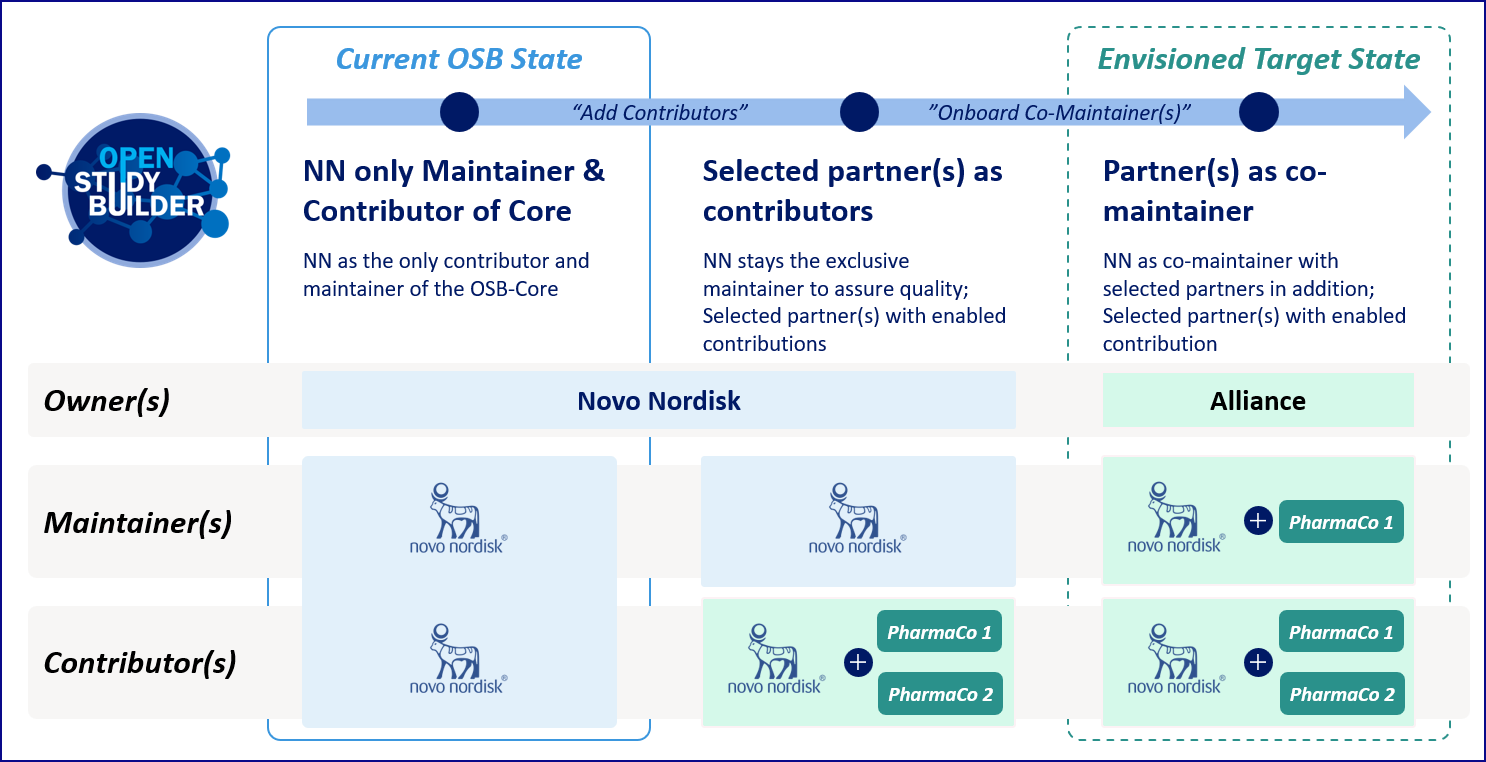 Current OSB State
Envisioned Target State
“Add Contributors”
”Onboard Co-Maintainer(s)”
OPEN
STUDY
BUILDER
NN only Maintainer &
Contributor of Core
NN as the only contributor and
maintainer of the OSB-Core
Selected partner(s) as
contributors
NN stays the exclusive
maintainer to assure quality;
Selected partner(s) with enabled
contributions
Partner(s) as co-
maintainer
NN as co-maintainer with
selected partners in addition;
Selected partner(s) with enabled
contribution
Owner(s)
Novo Nordisk
Alliance
Maintainer(s)
novo nordisk®
novo nordisk®
novo nordisk®
PharmaCo 1
Contributor(s)
novo nordisk®
novo nordisk®
PharmaCo 1
PharmaCo 2
novo nordisk®
PharmaCo 1
PharmaCo 2